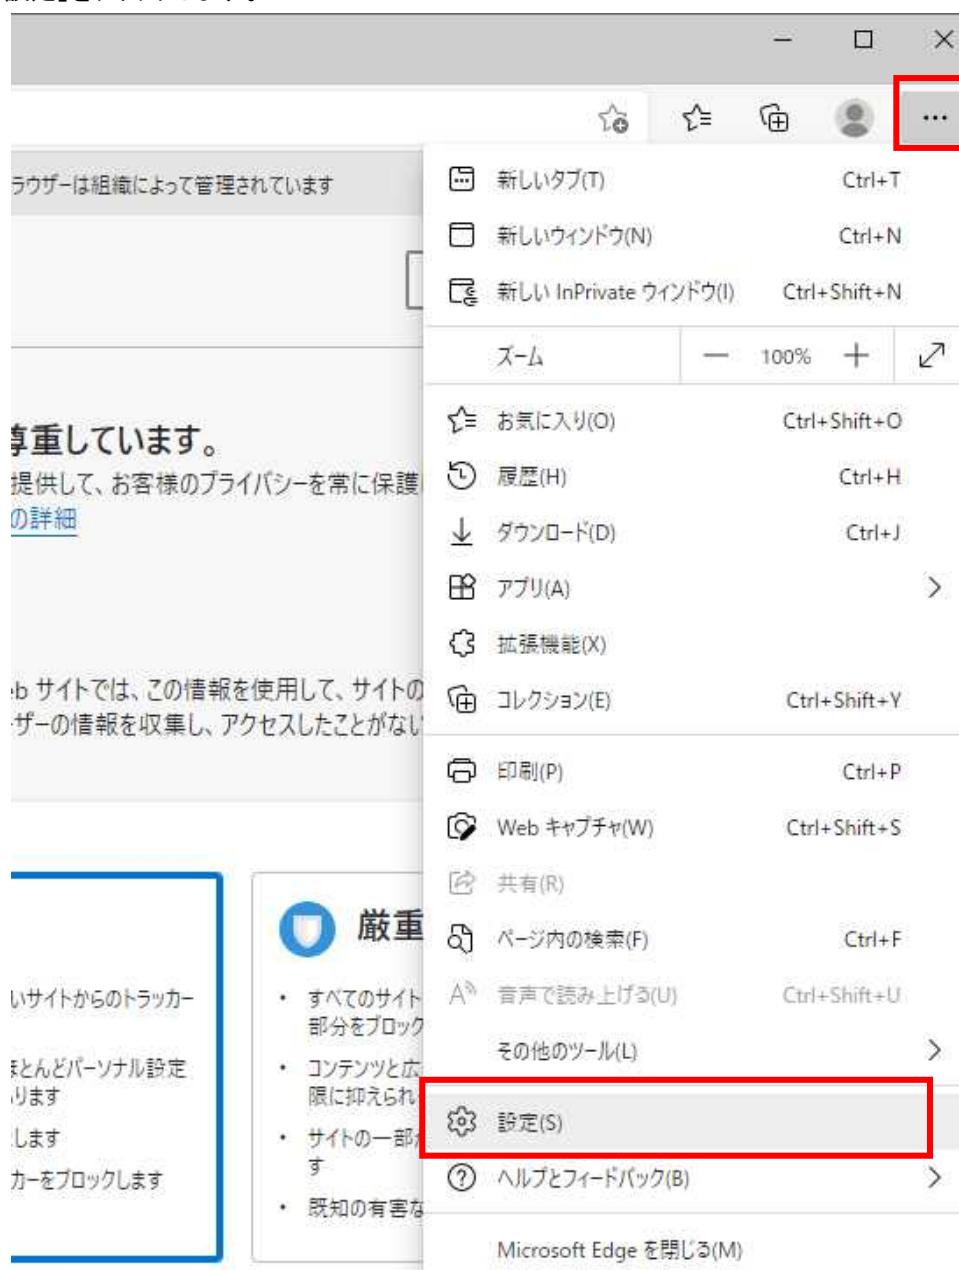 ラウザーは組織によって管理されています
新しいタブ(T) Ctrl+T
新しいウィンドウ(N) Ctrl+N
新しい InPrivate ウィンドウ(I) Ctrl+Shift+N
ズーム — 100% +
お気に入り(O) Ctrl+Shift+O
履歴(H) Ctrl+H
ダウンロード(D) Ctrl+J
アプリ(A)
拡張機能(X)
コレクション(E) Ctrl+Shift+Y
印刷(P) Ctrl+P
Web キャプチャ(W) Ctrl+Shift+S
共有(R)
ページ内の検索(F) Ctrl+F
音声で読み上げる(U) Ctrl+Shift+U
その他のツール(L)
設定(S)
ヘルプとフィードバック(B)
Microsoft Edge を閉じる(M)
尊重しています。
提供して、お客様のプライバシーを常に保護
の詳細
eb サイトでは、この情報を使用して、サイトの
ザーの情報を収集し、アクセスしたことがない
いサイトからのトラッカー
ほとんどパーソナル設定
ります
します
カーをブロックします
厳重
• すべてのサイト
部分をブロック
• コンテンツと広
限に抑えられ
• サイトの一部
す
• 既知の有害な